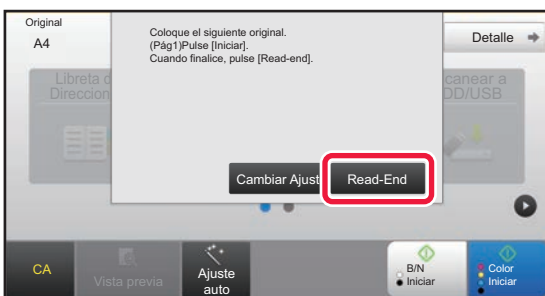 Original
A4
Coloque el siguiente original.
(Pág1)Pulse [Iniciar].
Cuando finalice, pulse [Read-end].
Detalle
Libreta d
Direccion
canear a
DD/USB
Cambiar Ajust
Read-End
CA
Vista previa
Ajuste
auto
B/N
Iniciar
Color
Iniciar